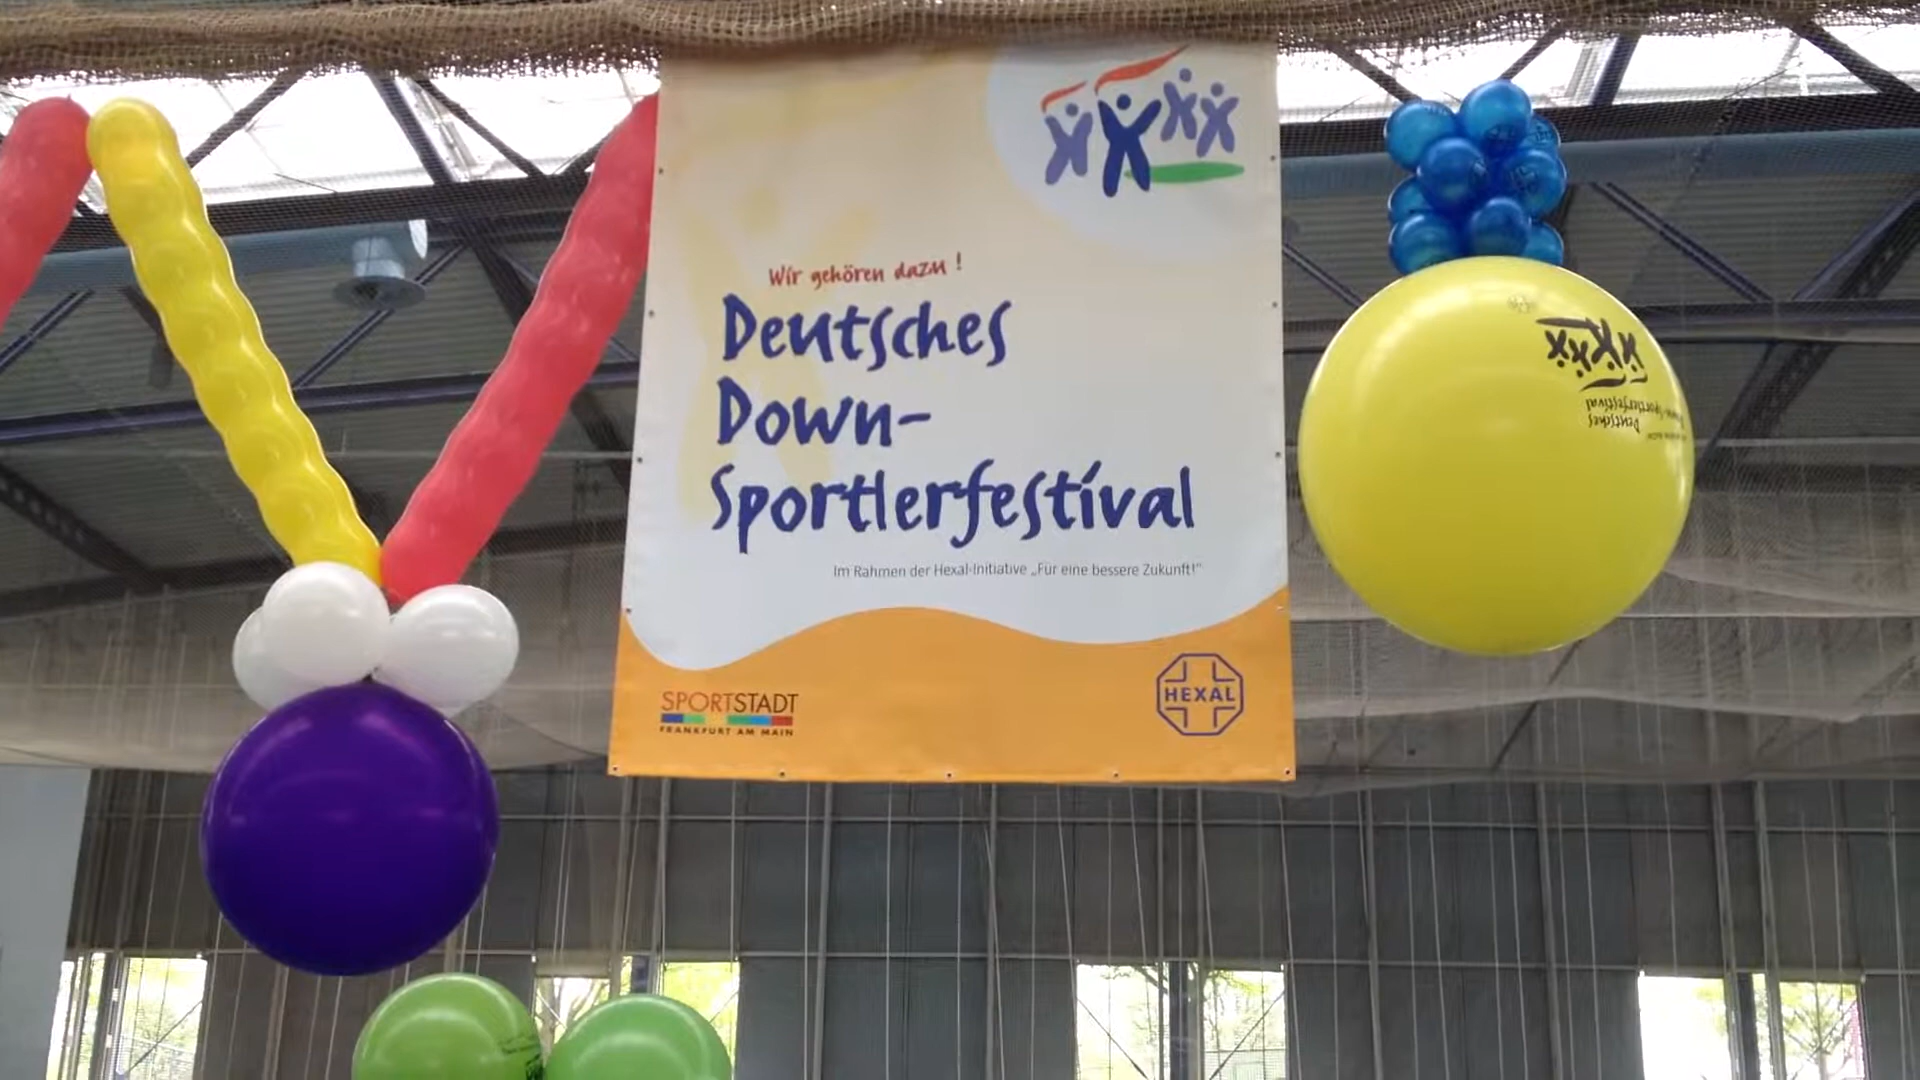 Wir gehören dazu!
Deutsches
Down-
Sportlerfestival
Im Rahmen der Hexal-Initiative „Für eine bessere Zukunft!“
SPORTSTADT
FRANKFURT AM MAIN
HEXAL
Deutsches
Down-Sportlerfestival